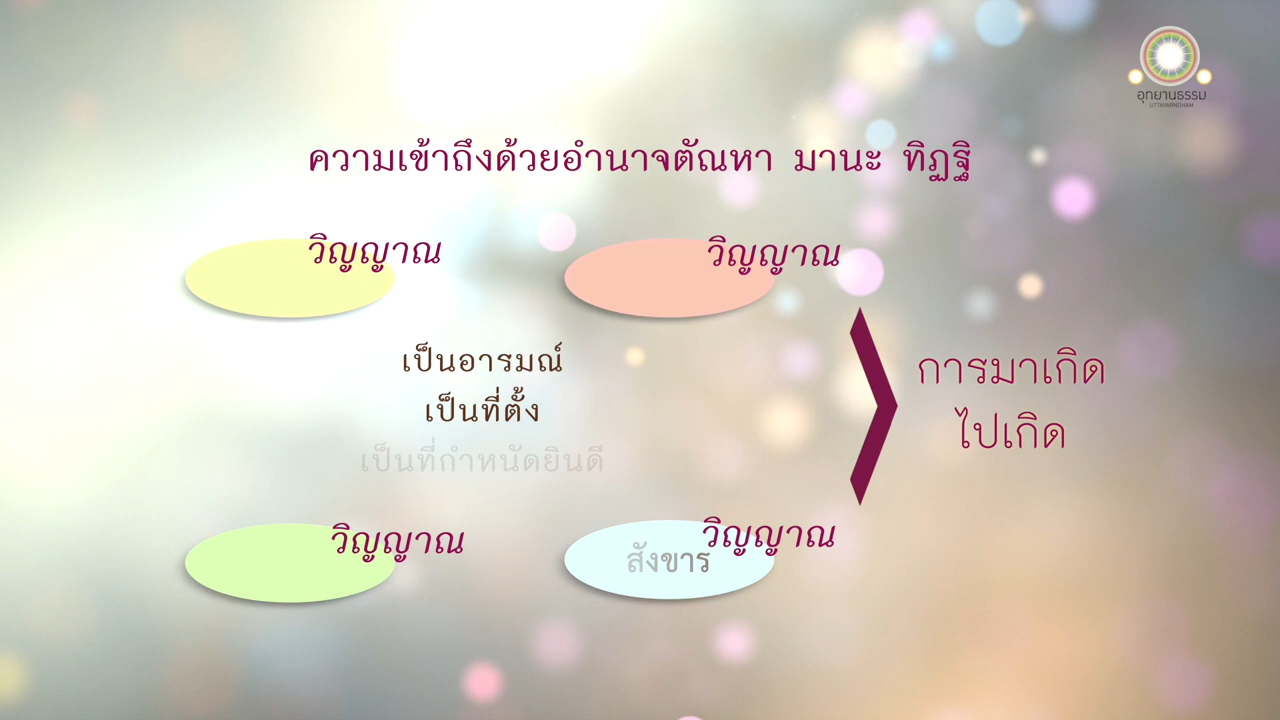 อุทยานธรรม
UTTAYARNDHAM
ความเข้าถึงด้วยอำนาจตัณหา มานะ ทิฏฐิ
วิญญาณ
วิญญาณ
เป็นอารมณ์
เป็นที่ตั้ง
เป็นที่กำหนัดยินดี
การมาเกิด
ไปเกิด
วิญญาณ
วิญญาณ
สังขาร